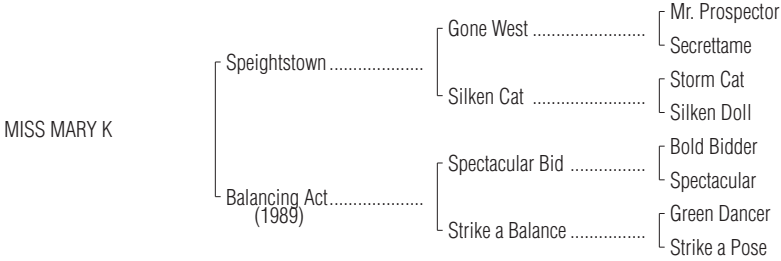 Mr. Prospector
Gone West ........................
Secrettame
Speightstown ....................
Storm Cat
Silken Cat ........................
Silken Doll
MISS MARY K
Bold Bidder
Spectacular Bid ................
Spectacular
Balancing Act....................
(1989)
Green Dancer
Strike a Balance ................
Strike a Pose